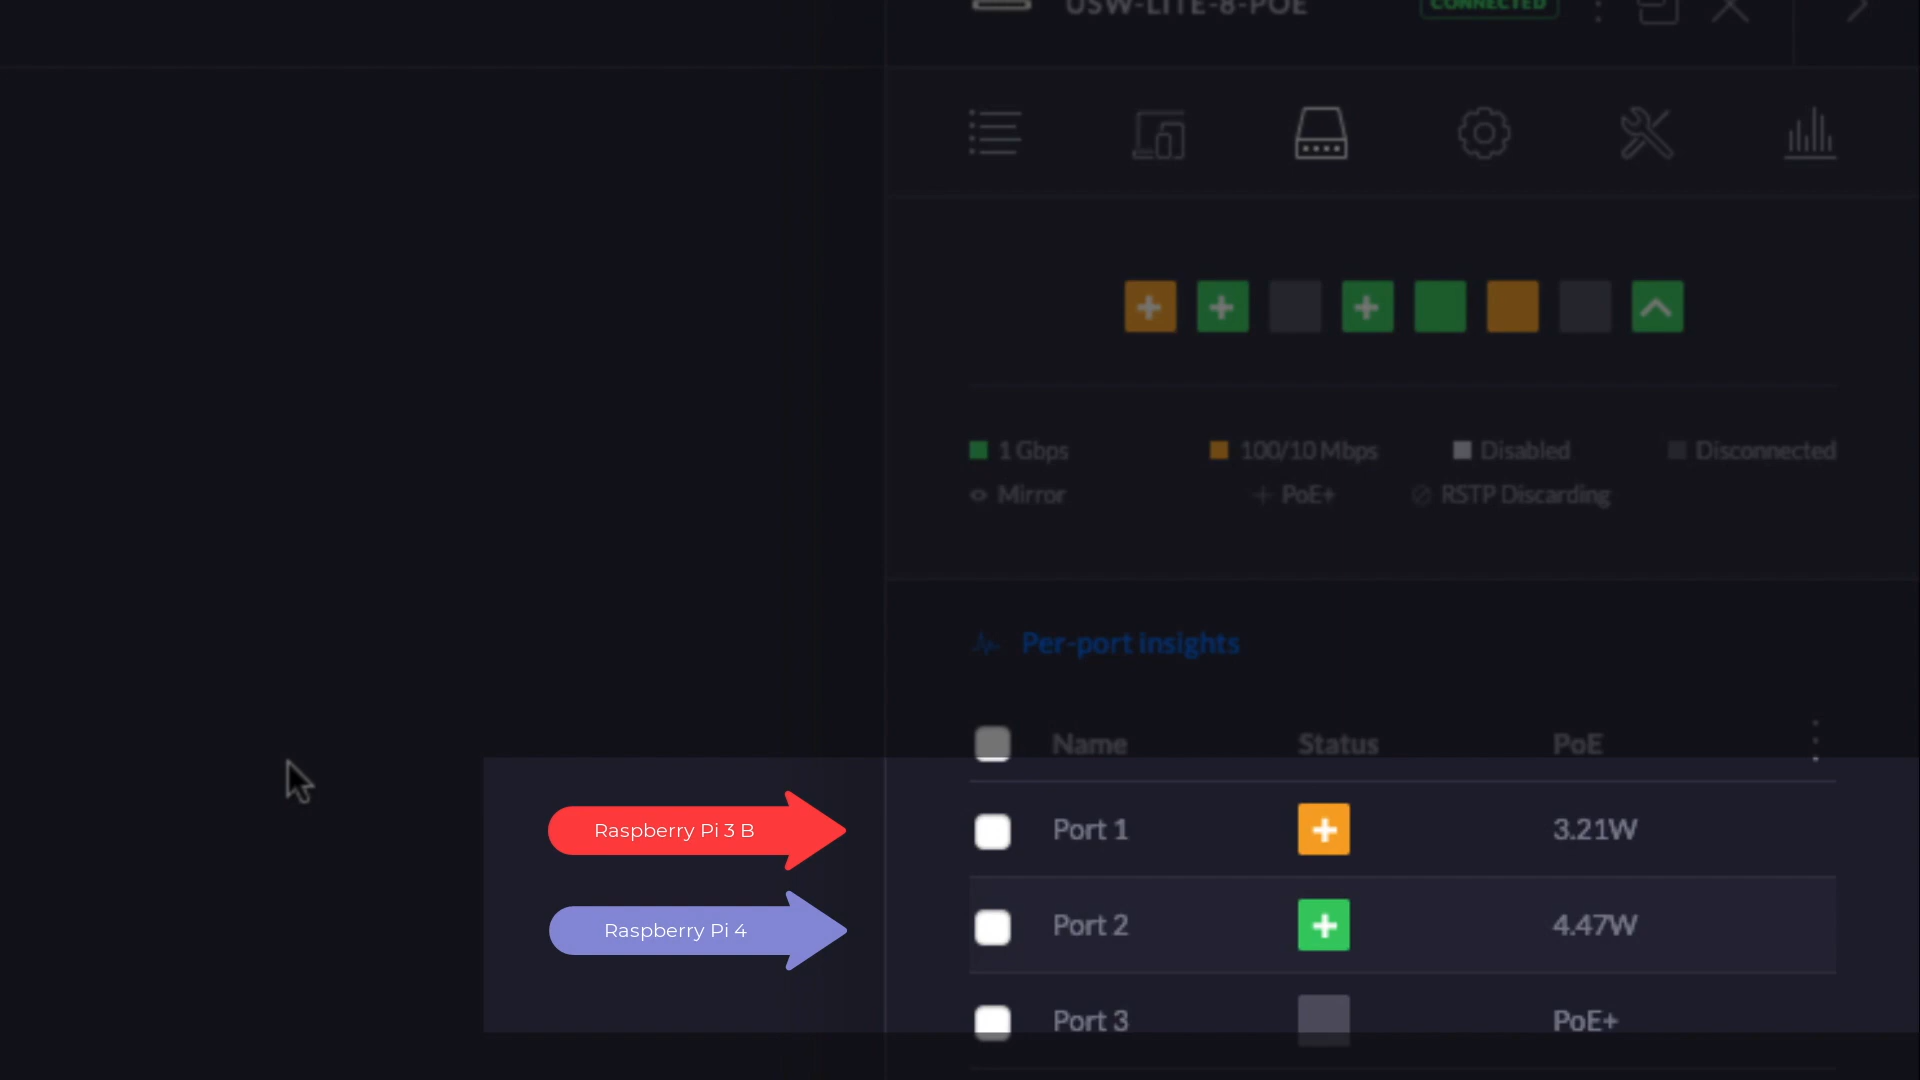 USW-LITE-8-POE CONNECTED
1 Gbps 100/10 Mbps Disabled Disconnected
Mirror PoE+ RSTP Discarding
Per-port insights
Name Status PoE
Raspberry Pi 3 B Port 1 3.21W
Raspberry Pi 4 Port 2 4.47W
Port 3 PoE+